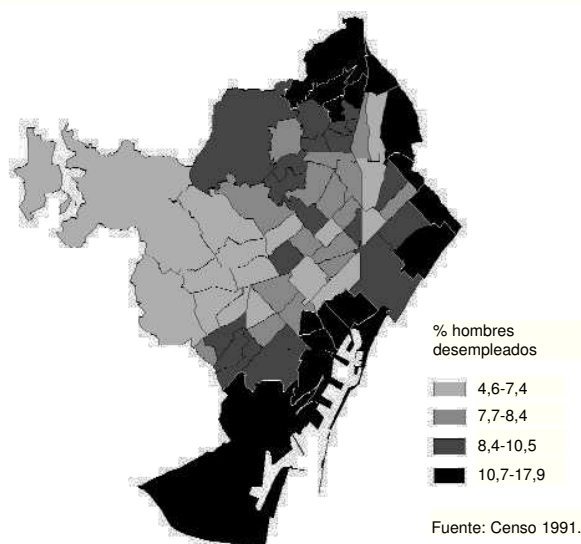 % hombres
desempleados
4,6-7,4
7,7-8,4
8,4-10,5
10,7-17,9
Fuente: Censo 1991.